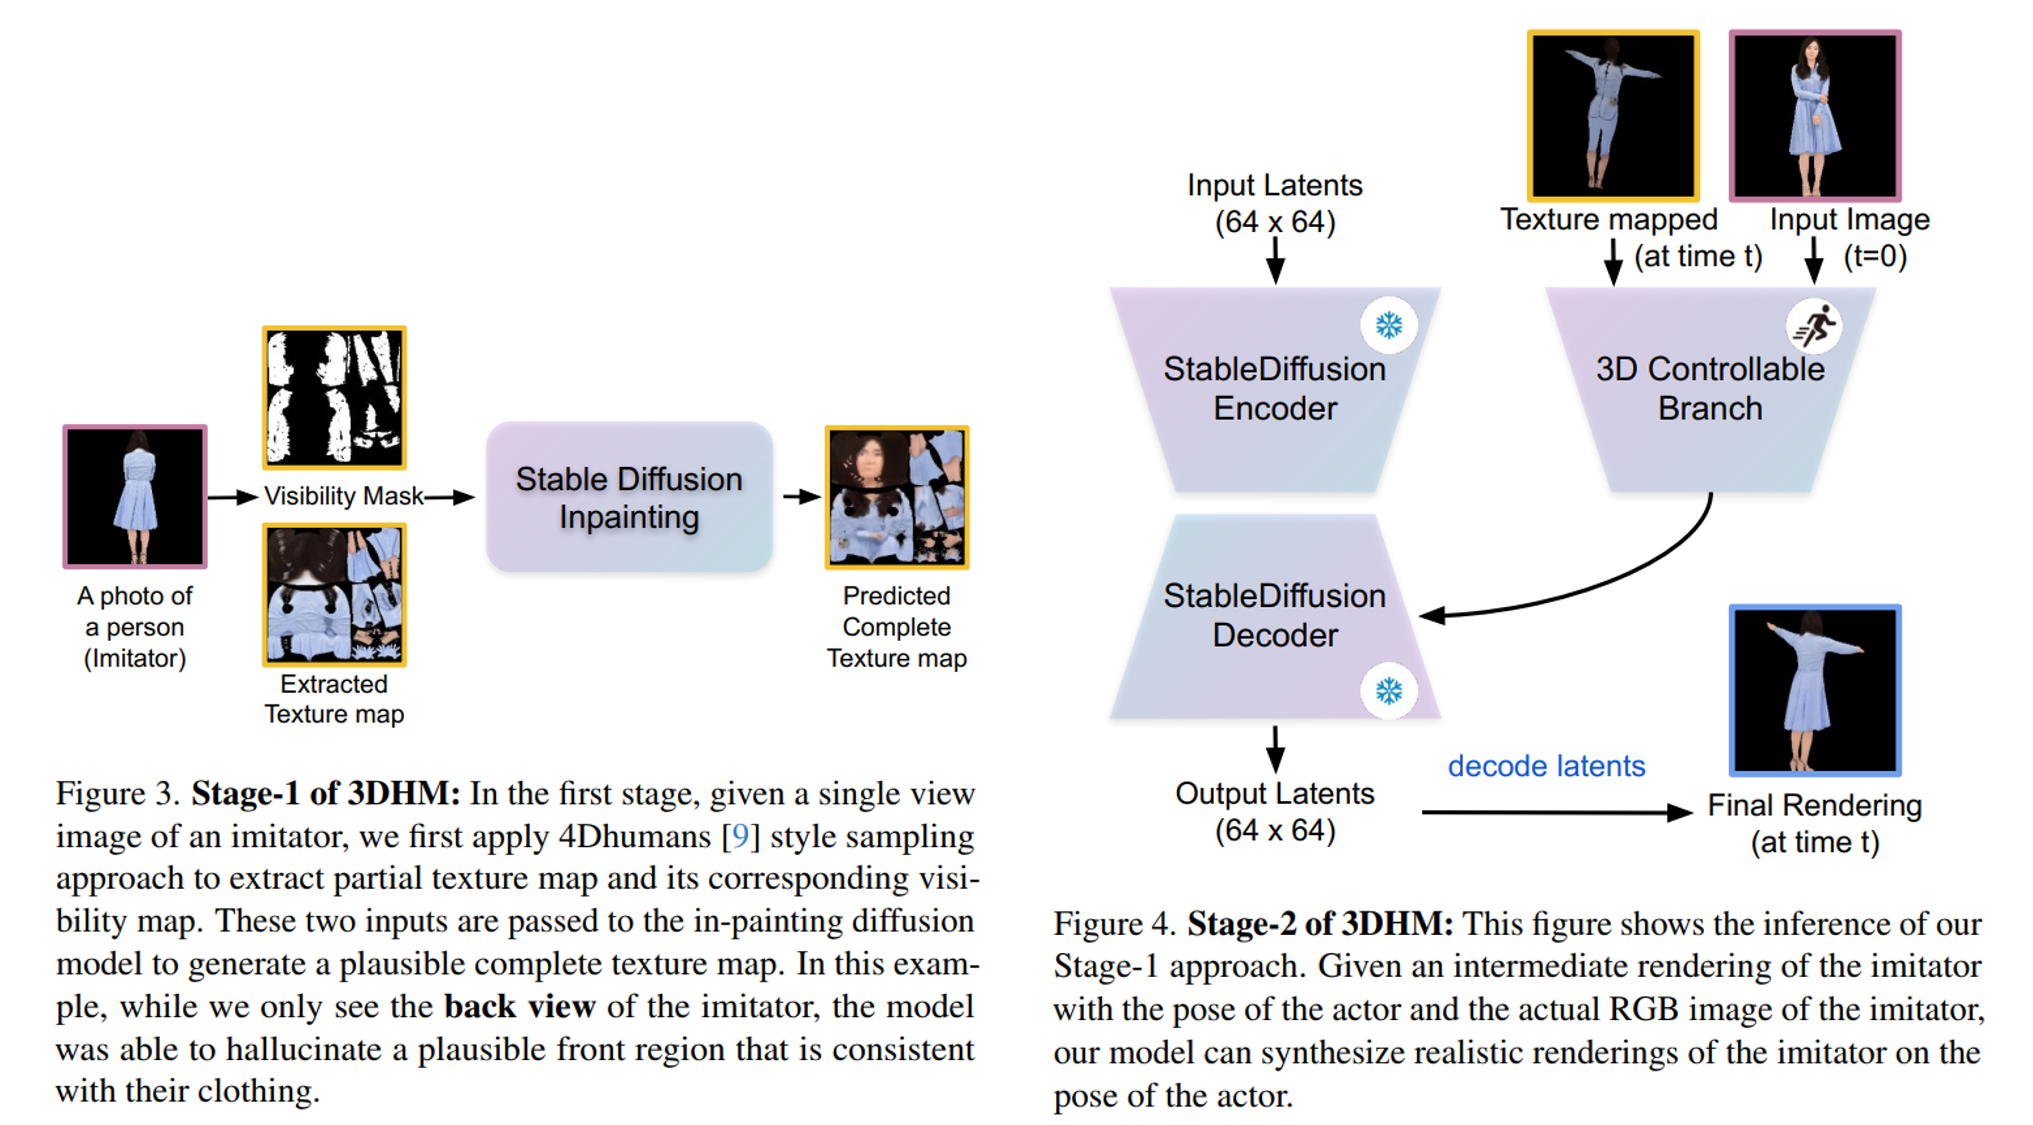 Visibility Mask
A photo of
a person
(Imitator)
Extracted
Texture map
Stable Diffusion
Inpainting
Predicted
Complete
Texture map
Figure 3. Stage-1 of 3DHM: In the first stage, given a single view
image of an imitator, we first apply 4Dhumans [9] style sampling
approach to extract partial texture map and its corresponding visi-
bility map. These two inputs are passed to the in-painting diffusion
model to generate a plausible complete texture map. In this exam-
ple, while we only see the back view of the imitator, the model
was able to hallucinate a plausible front region that is consistent
with their clothing.
Input Latents
(64 x 64)
Texture mapped
(at time t)
Input Image
(t=0)
StableDiffusion
Encoder
3D Controllable
Branch
StableDiffusion
Decoder
Output Latents
(64 x 64)
decode latents
Final Rendering
(at time t)
Figure 4. Stage-2 of 3DHM: This figure shows the inference of our
Stage-1 approach. Given an intermediate rendering of the imitator
with the pose of the actor and the actual RGB image of the imitator,
our model can synthesize realistic renderings of the imitator on the
pose of the actor.